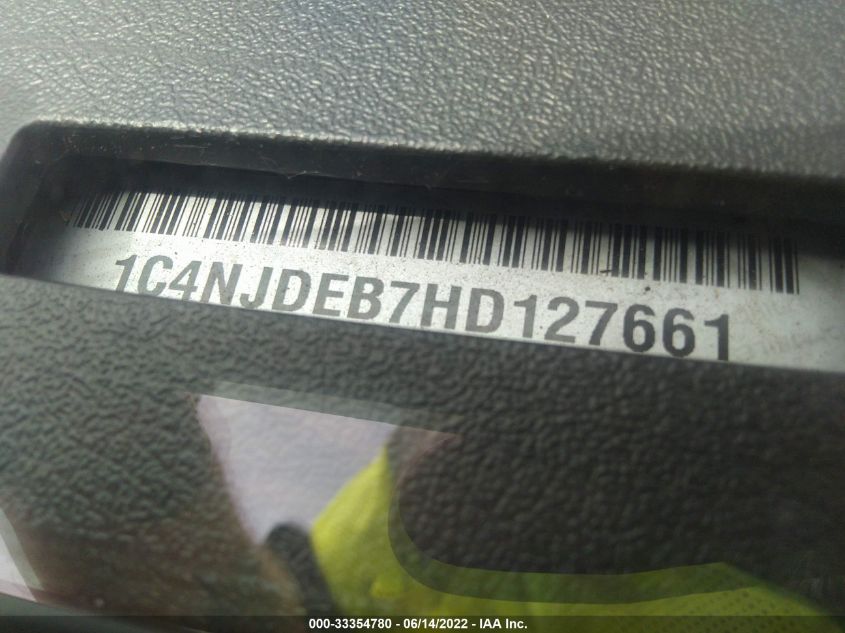 1C4NJDEB7HD127661
000-33354780 - 06/14/2022 - IAA Inc.